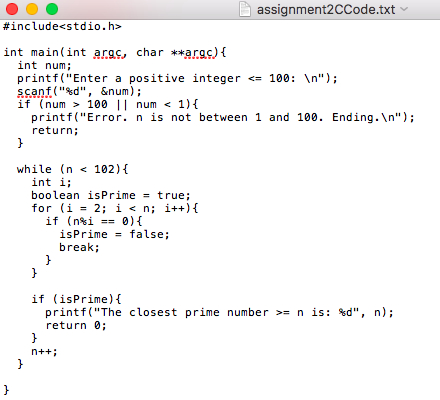 assignment2CCode.txt
#include<stdio.h>
int main(int argc, char **argc){
int num;
printf("Enter a positive integer <= 100: \n");
scanf("%d", &num);
if (num > 100 || num < 1){
printf("Error. n is not between 1 and 100. Ending.\n");
return;
}
while (n < 102){
int i;
boolean isPrime = true;
for (i = 2; i < n; i++){
if (n%i == 0){
isPrime = false;
break;
}
}
if (isPrime){
printf("The closest prime number >= n is: %d", n);
return 0;
}
n++;
}
}